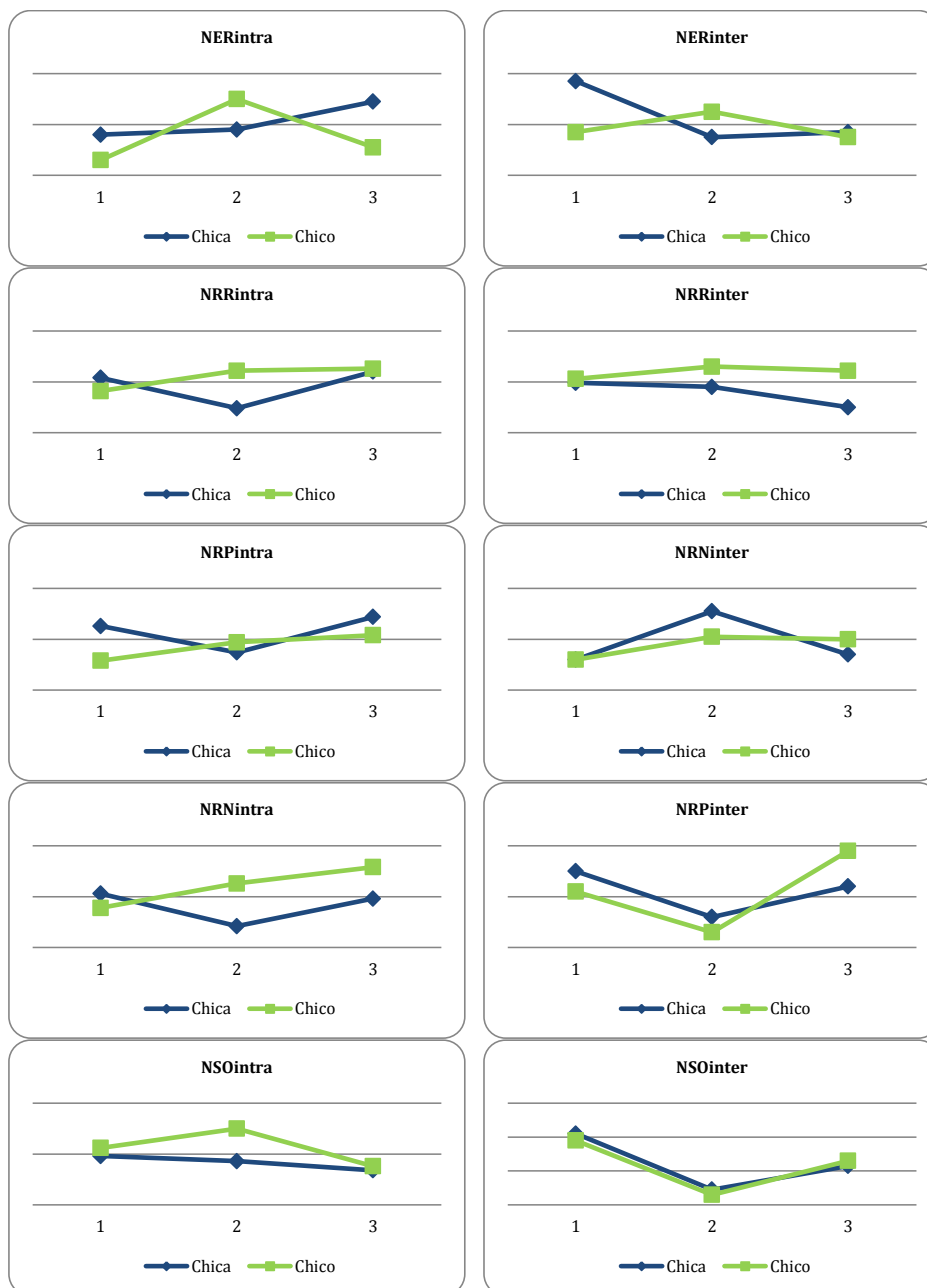 NERintra
1 2 3
Chica Chico
NERinter
1 2 3
Chica Chico
NRRintra
1 2 3
Chica Chico
NRRinter
1 2 3
Chica Chico
NRPintra
1 2 3
Chica Chico
NRNinter
1 2 3
Chica Chico
NRNintra
1 2 3
Chica Chico
NRPinter
1 2 3
Chica Chico
NSOintra
1 2 3
Chica Chico
NSOinter
1 2 3
Chica Chico